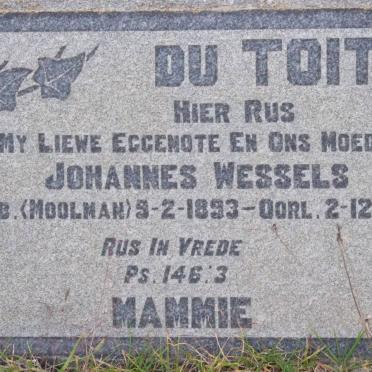 DU TOIT
HIER RUS
MY LIEWE EGGENOTE EN ONS MOED
JOHANNES WESSELS
B. (MOOLMAN) 9-2-1893 - OORL. 2-12
RUS IN VREDE
PS. 146:3
MAMMIE